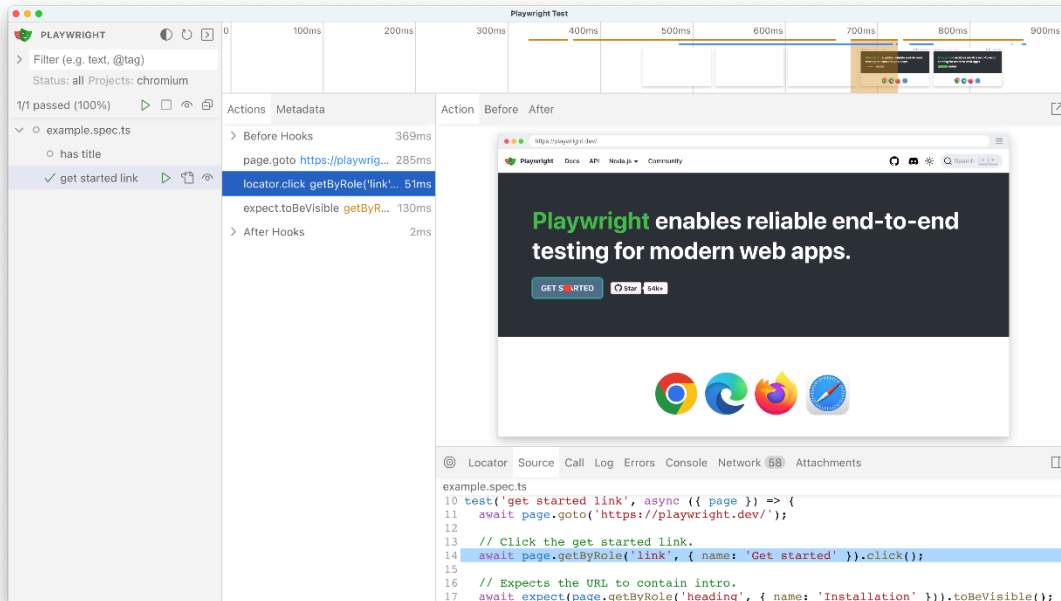 Playwright Test
PLAYWRIGHT
Filter (e.g. text, @tag)
Status: all Projects: chromium
1/1 passed (100%)
example.spec.ts
has title
get started link
0 100ms 200ms 300ms 400ms 500ms 600ms 700ms 800ms 900ms
Actions Metadata
Before Hooks 369ms
page.goto https://playwrig... 285ms
locator.click getByRole('link'... 51ms
expect.toBeVisible getByR... 130ms
After Hooks 2ms
Action Before After
https://playwright.dev/
Playwright Docs API Node.js Community Search
Playwright enables reliable end-to-end
testing for modern web apps.
GET STARTED Star 54k+
Locator Source Call Log Errors Console Network 58 Attachments
example.spec.ts
10 test('get started link', async ({ page }) => {
11 await page.goto('https://playwright.dev/');
12
13 // Click the get started link.
14 await page.getByRole('link', { name: 'Get started' }).click();
15
16 // Expects the URL to contain intro.
17 await expect(page.getByRole('heading', { name: 'Installation' })).toBeVisible();